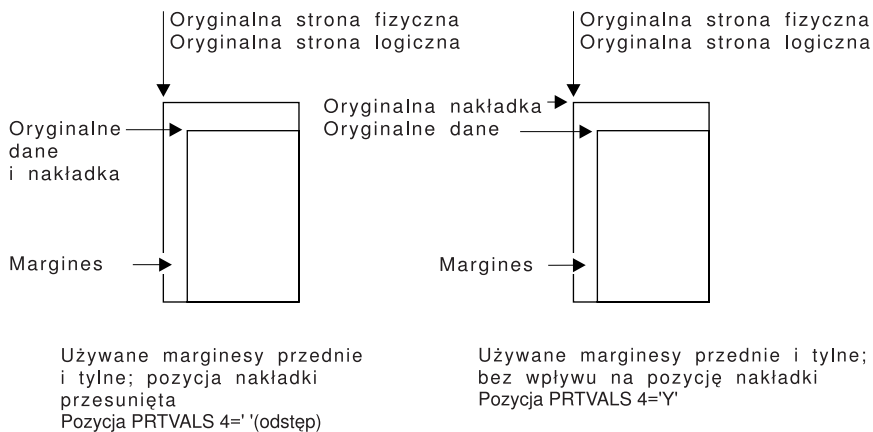 Oryginalna strona fizyczna
Oryginalna strona logiczna
Oryginalne
dane
i nakładka
Margines
Używane marginesy przednie
i tylne; pozycja nakładki
przesunięta
Pozycja PRTVALS 4=' '(odstęp)
Oryginalna strona fizyczna
Oryginalna strona logiczna
Oryginalna nakładka
Oryginalne dane
Margines
Używane marginesy przednie i tylne;
bez wpływu na pozycję nakładki
Pozycja PRTVALS 4='Y'